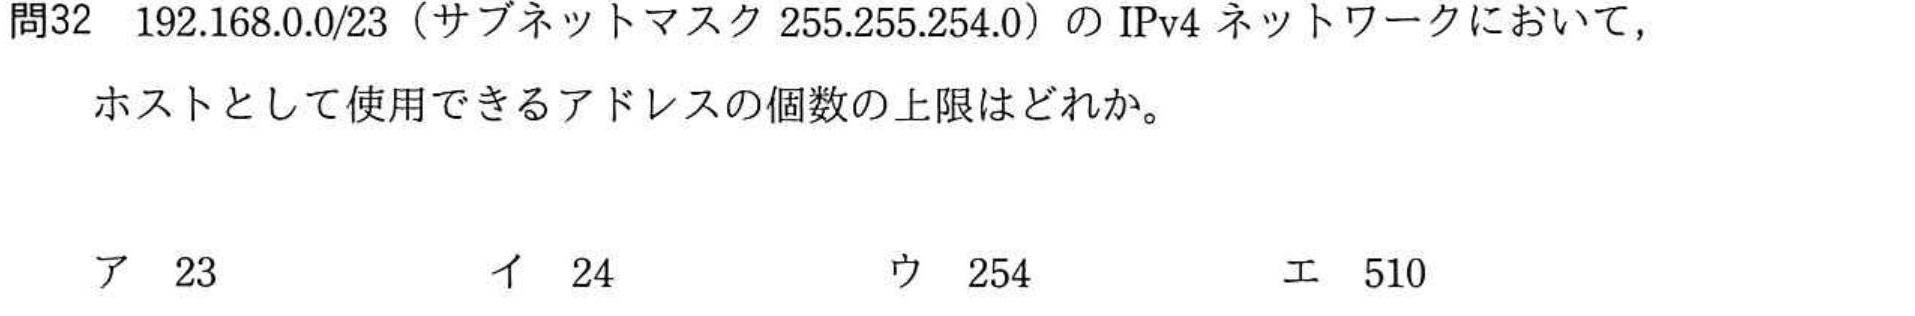 問32　192.168.0.0/23（サブネットマスク 255.255.254.0）の IPv4 ネットワークにおいて，
ホストとして使用できるアドレスの個数の上限はどれか。
ア　23　イ　24　ウ　254　エ　510